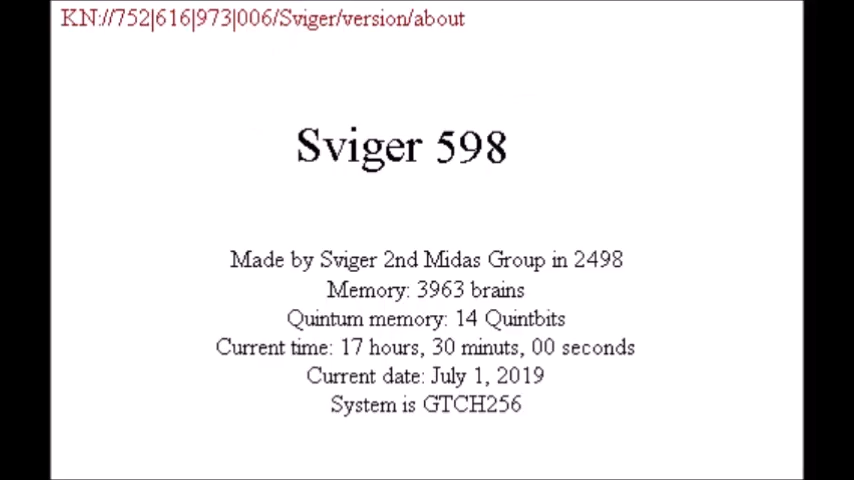 KN://752|616|973|006/Sviger/version/about
Sviger 598
Made by Sviger 2nd Midas Group in 2498
Memory: 3963 brains
Quintum memory: 14 Quintbits
Current time: 17 hours, 30 minuts, 00 seconds
Current date: July 1, 2019
System is GTCH256